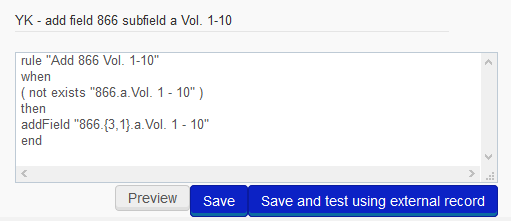 YK - add field 866 subfield a Vol. 1-10
rule "Add 866 Vol. 1-10"
when
( not exists "866.a.Vol. 1 - 10" )
then
addField "866.{3,1}.a.Vol. 1 - 10"
end
Preview Save Save and test using external record